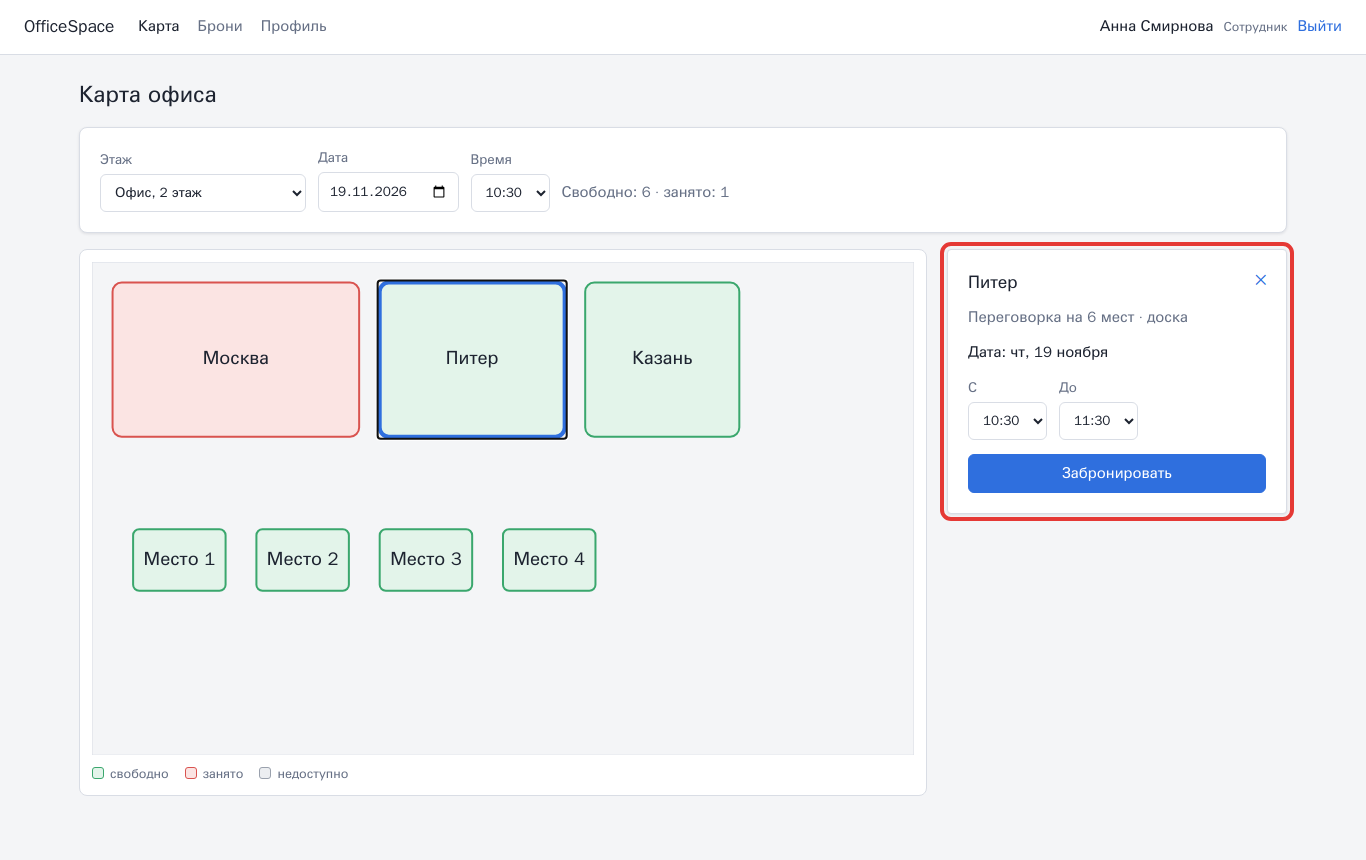 OfficeSpace Карта Брони Профиль Анна Смирнова Сотрудник Выйти
Карта офиса
Этаж Дата Время
Офис, 2 этаж 19.11.2026 10:30 Свободно: 6 · занято: 1
Москва Питер Казань
Место 1 Место 2 Место 3 Место 4
свободно занято недоступно
Питер ×
Переговорка на 6 мест · доска
Дата: чт, 19 ноября
С До
10:30 11:30
Забронировать